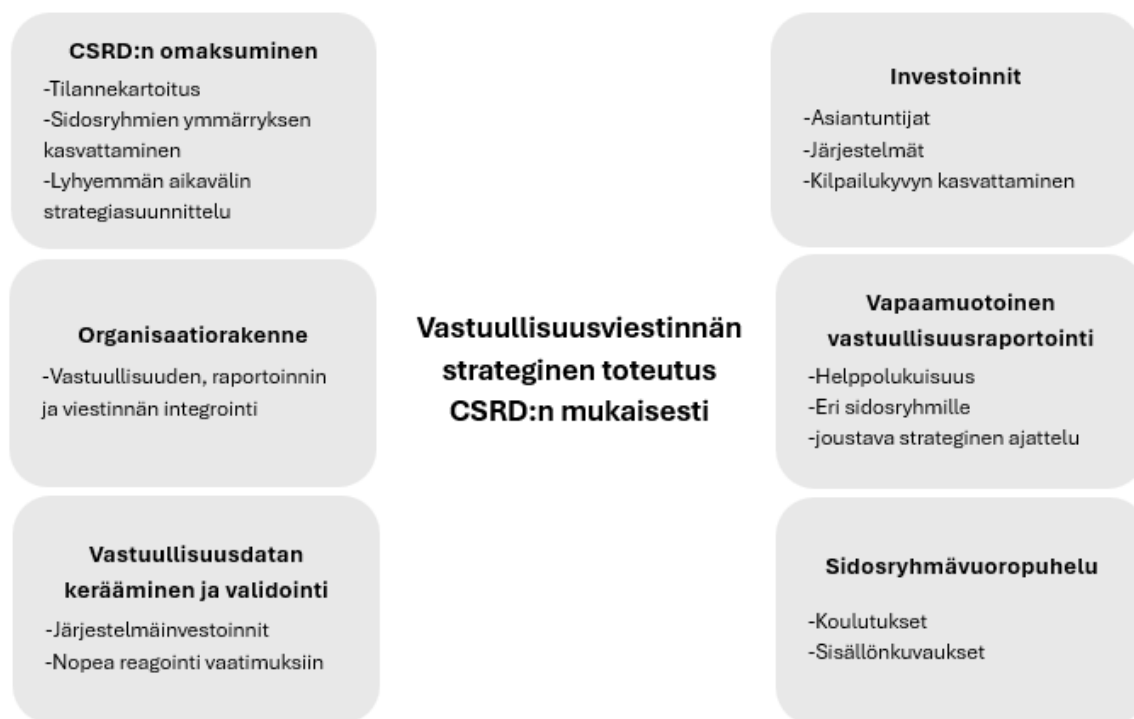 CSRD:n omaksuminen
-Tilannekartoitus
-Sidosryhmien ymmärryksen
kasvattaminen
-Lyhyemmän aikavälin
strategiasuunnittelu
Organisaatiorakenne
-Vastuullisuuden, raportoinnin
ja viestinnän integrointi
Vastuullisuusdatan
kerääminen ja validointi
-Järjestelmäinvestoinnit
-Nopea reagointi vaatimuksiin
Vastuullisuusviestinnän
strateginen toteutus
CSRD:n mukaisesti
Investoinnit
-Asiantuntijat
-Järjestelmät
-Kilpailukyvyn kasvattaminen
Vapaamuotoinen
vastuullisuusraportointi
-Helppolukuisuus
-Eri sidosryhmille
-joustava strateginen ajattelu
Sidosryhmävuoropuhelu
-Koulutukset
-Sisällönkuvaukset